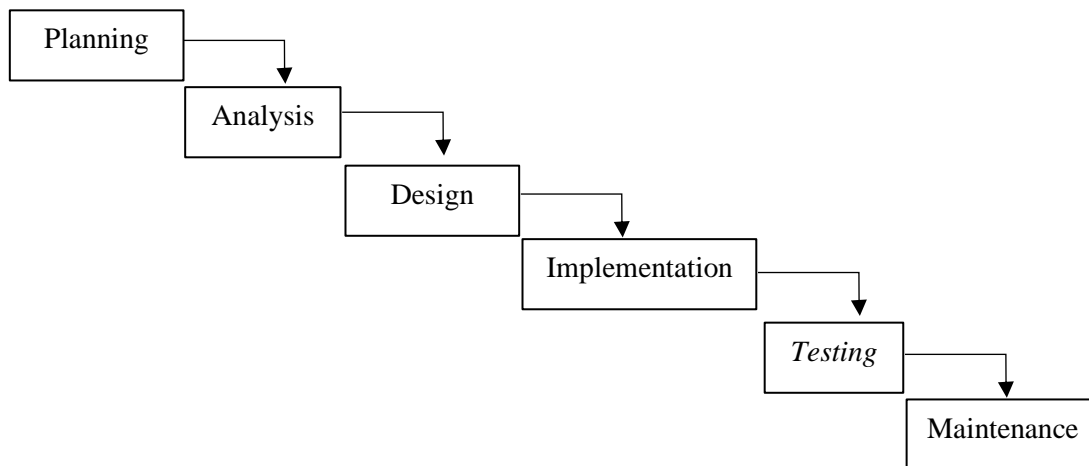 Planning
Analysis
Design
Implementation
Testing
Maintenance